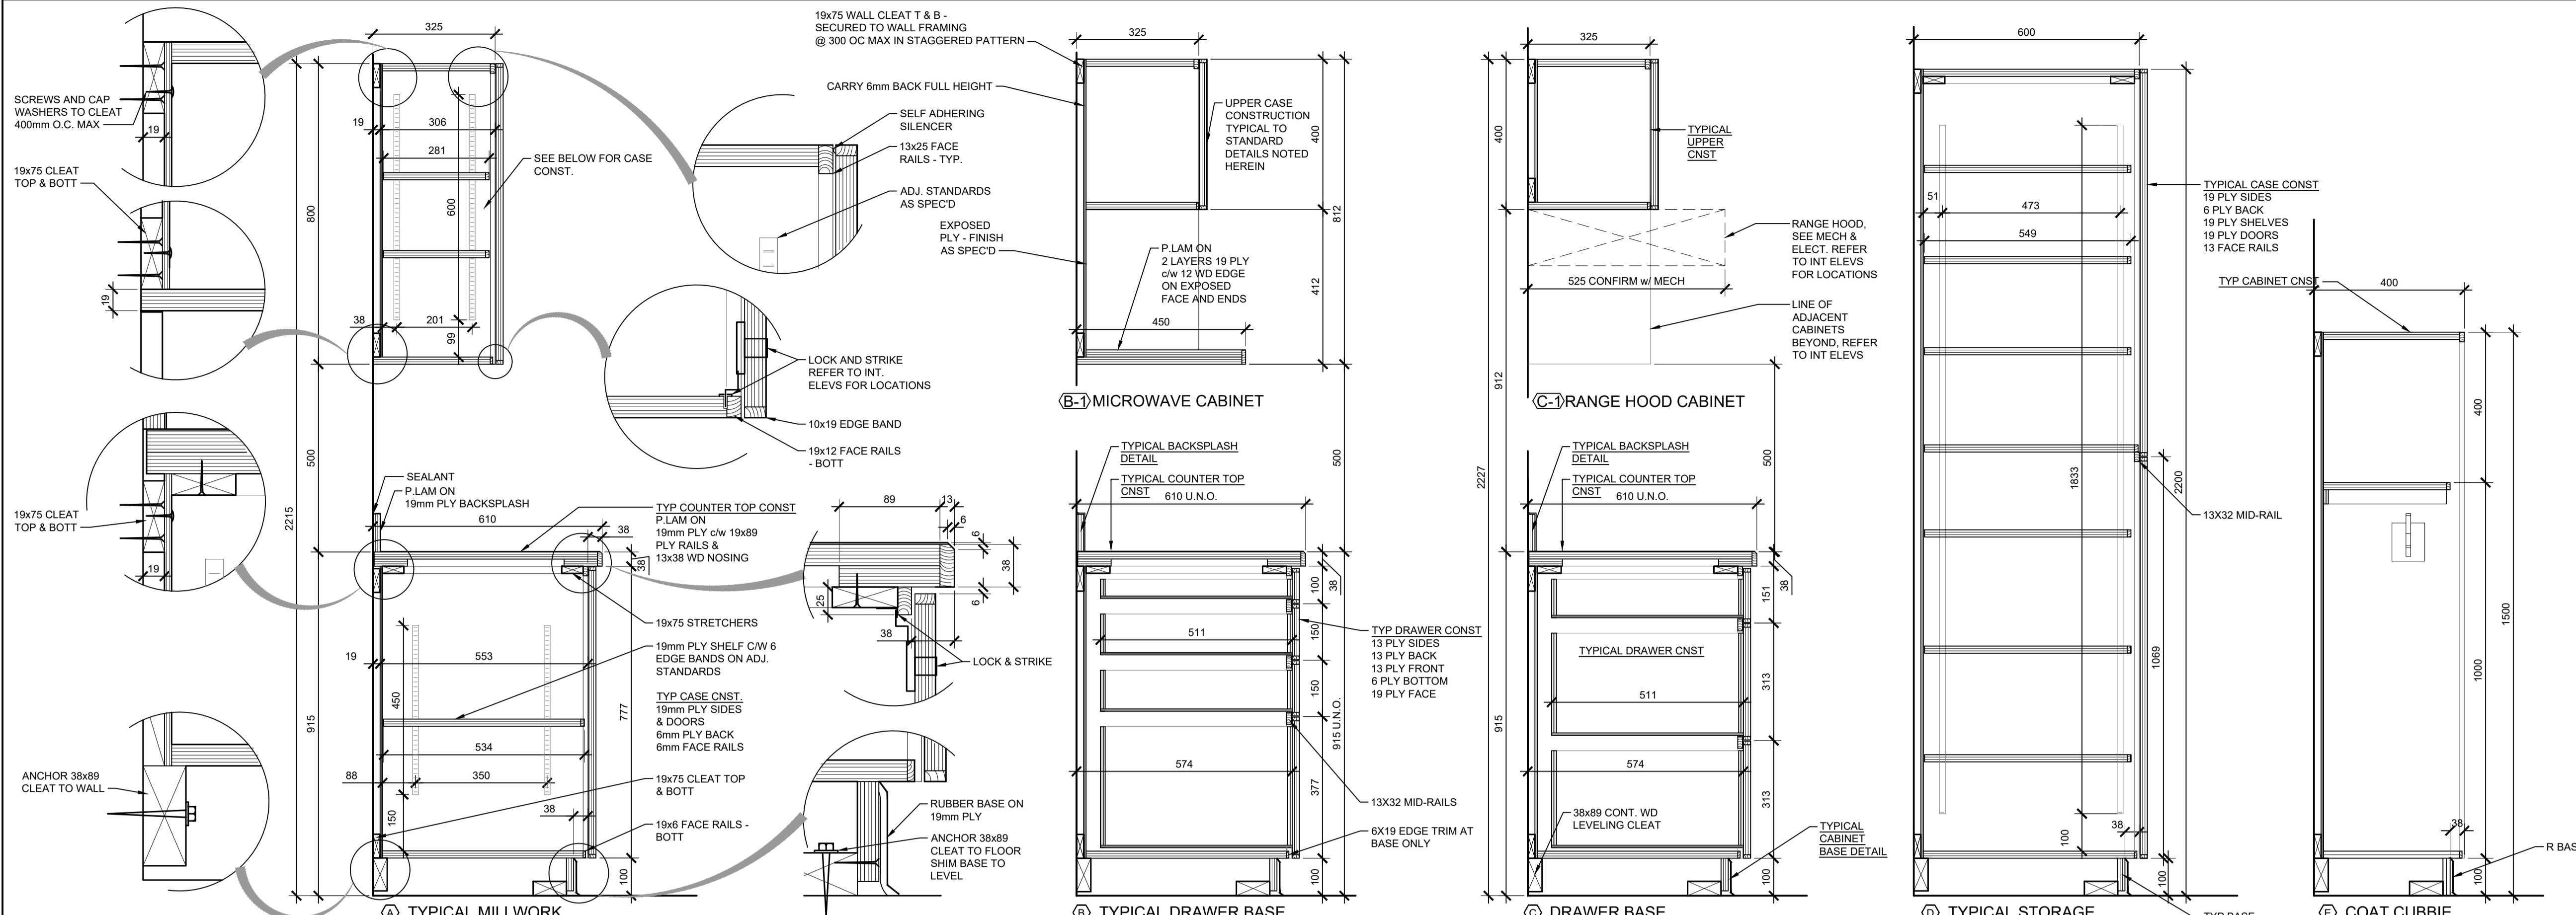 325
SCREWS AND CAP
WASHERS TO CLEAT
400mm O.C. MAX
19
19x75 CLEAT
TOP & BOTT
19
19x75 CLEAT
TOP & BOTT
19
ANCHOR 38x89
CLEAT TO WALL
2215
800
500
915
19
306
281
600
SEE BELOW FOR CASE
CONST.
38
201
99
SELF ADHERING
SILENCER
13x25 FACE
RAILS - TYP.
ADJ. STANDARDS
AS SPEC'D
LOCK AND STRIKE
REFER TO INT.
ELEVS FOR LOCATIONS
10x19 EDGE BAND
19x12 FACE RAILS
- BOTT
SEALANT
P.LAM ON
19mm PLY BACKSPLASH
610
38
38
TYP COUNTER TOP CONST
P.LAM ON
19mm PLY c/w 19x89
PLY RAILS &
13x38 WD NOSING
19x75 STRETCHERS
19
553
19mm PLY SHELF C/W 6
EDGE BANDS ON ADJ.
STANDARDS
TYP CASE CNST.
19mm PLY SIDES
& DOORS
6mm PLY BACK
6mm FACE RAILS
450
777
534
88
350
19x75 CLEAT TOP
& BOTT
150
38
19x6 FACE RAILS -
BOTT
100
A TYPICAL MILLWORK
89
13
6
6
38
6
25
38
LOCK & STRIKE
RUBBER BASE ON
19mm PLY
ANCHOR 38x89
CLEAT TO FLOOR
SHIM BASE TO
LEVEL
19x75 WALL CLEAT T & B -
SECURED TO WALL FRAMING
@ 300 OC MAX IN STAGGERED PATTERN
325
CARRY 6mm BACK FULL HEIGHT
UPPER CASE
CONSTRUCTION
TYPICAL TO
STANDARD
DETAILS NOTED
HEREIN
400
812
EXPOSED
PLY - FINISH
AS SPEC'D
P.LAM ON
2 LAYERS 19 PLY
c/w 12 WD EDGE
ON EXPOSED
FACE AND ENDS
412
450
B-1 MICROWAVE CABINET
TYPICAL BACKSPLASH
DETAIL
TYPICAL COUNTER TOP
CNST
610 U.N.O.
500
38
100
150
150
377
100
915 U.N.O.
511
TYP DRAWER CONST
13 PLY SIDES
13 PLY BACK
13 PLY FRONT
6 PLY BOTTOM
19 PLY FACE
574
13X32 MID-RAILS
6X19 EDGE TRIM AT
BASE ONLY
B TYPICAL DRAWER BASE
325
400
TYPICAL
UPPER
CNST
RANGE HOOD,
SEE MECH &
ELECT. REFER
TO INT ELEVS
FOR LOCATIONS
525 CONFIRM w/ MECH
LINE OF
ADJACENT
CABINETS
BEYOND, REFER
TO INT ELEVS
2227
912
915
C-1 RANGE HOOD CABINET
TYPICAL BACKSPLASH
DETAIL
TYPICAL COUNTER TOP
CNST
610 U.N.O.
500
38
151
313
313
100
TYPICAL DRAWER CNST
511
574
38x89 CONT. WD
LEVELING CLEAT
TYPICAL
CABINET
BASE DETAIL
C DRAWER BASE
600
51
473
549
TYPICAL CASE CONST
19 PLY SIDES
6 PLY BACK
19 PLY SHELVES
19 PLY DOORS
13 FACE RAILS
1833
2200
13X32 MID-RAIL
1069
38
100
100
D TYPICAL STORAGE
TYP BASE
TYP CABINET CNST
400
400
1500
1000
38
100
R BAS
E COAT CUBBIE